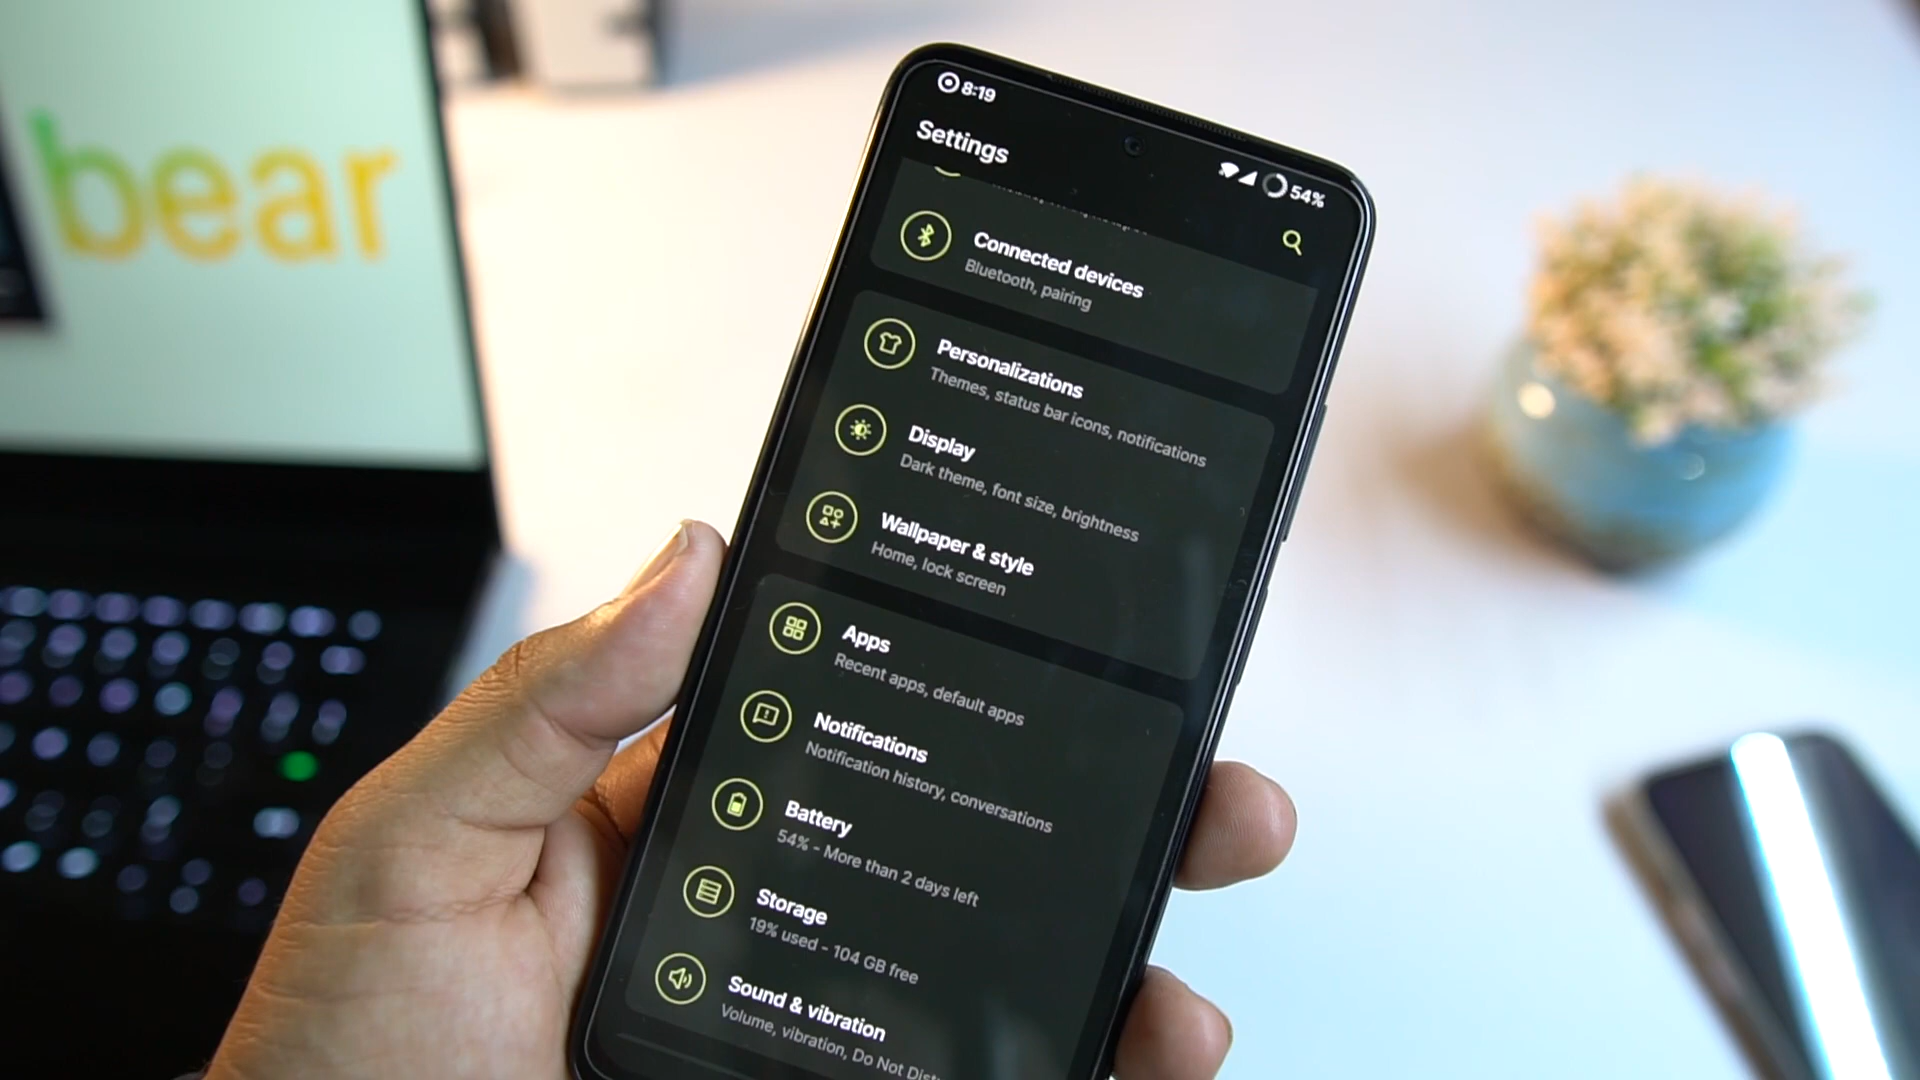 bear
8:19
54%
Settings
Connected devices
Bluetooth, pairing
Personalizations
Themes, status bar icons, notifications
Display
Dark theme, font size, brightness
Wallpaper & style
Home, lock screen
Apps
Recent apps, default apps
Notifications
Notification history, conversations
Battery
54% - More than 2 days left
Storage
19% used - 104 GB free
Sound & vibration
Volume, vibration, Do Not